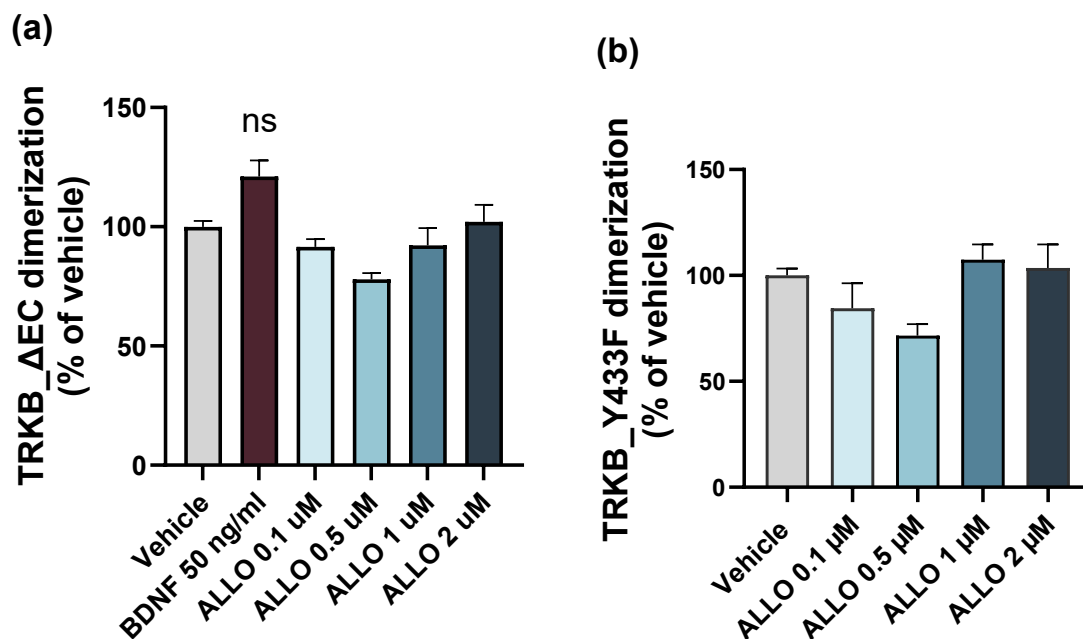 (a)
TRKB_ΔEC dimerization
(% of vehicle)
150
100
50
0
ns
Vehicle
BDNF 50 ng/ml
ALLO 0.1 uM
ALLO 0.5 uM
ALLO 1 uM
ALLO 2 uM
(b)
TRKB_Y433F dimerization
(% of vehicle)
150
100
50
0
Vehicle
ALLO 0.1 µM
ALLO 0.5 µM
ALLO 1 µM
ALLO 2 µM